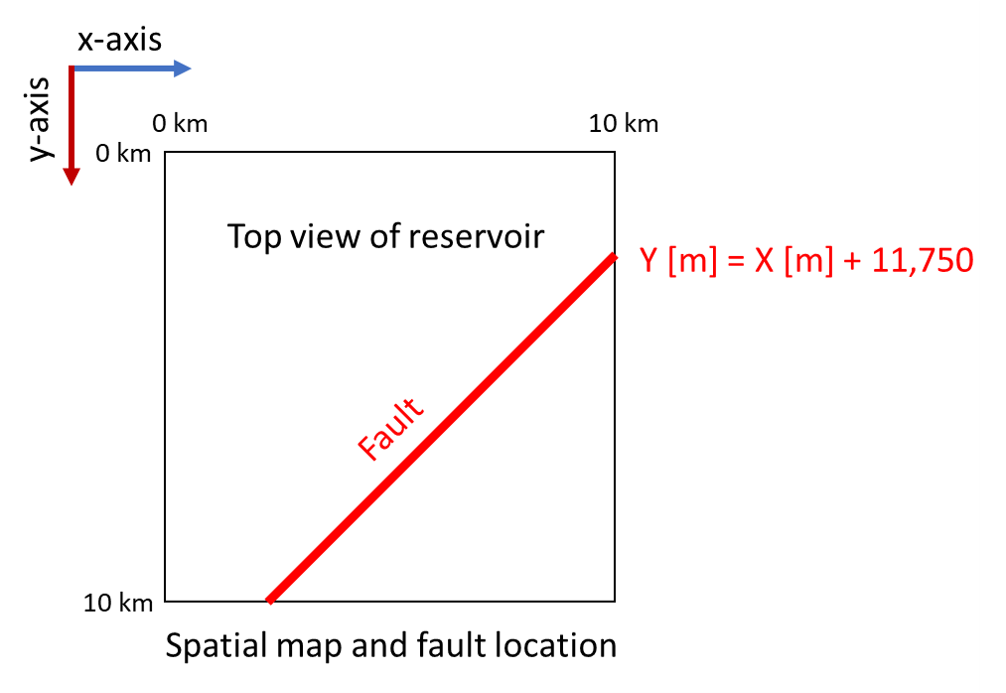 x-axis
y-axis
0 km
10 km
0 km
Top view of reservoir
Y [m] = X [m] + 11,750
Fault
10 km
Spatial map and fault location